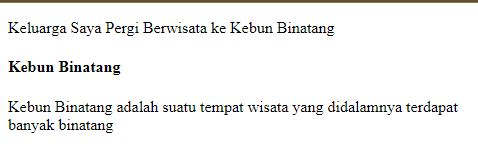 Keluarga Saya Pergi Berwisata ke Kebun Binatang
Kebun Binatang
Kebun Binatang adalah suatu tempat wisata yang didalamnya terdapat
banyak binatang